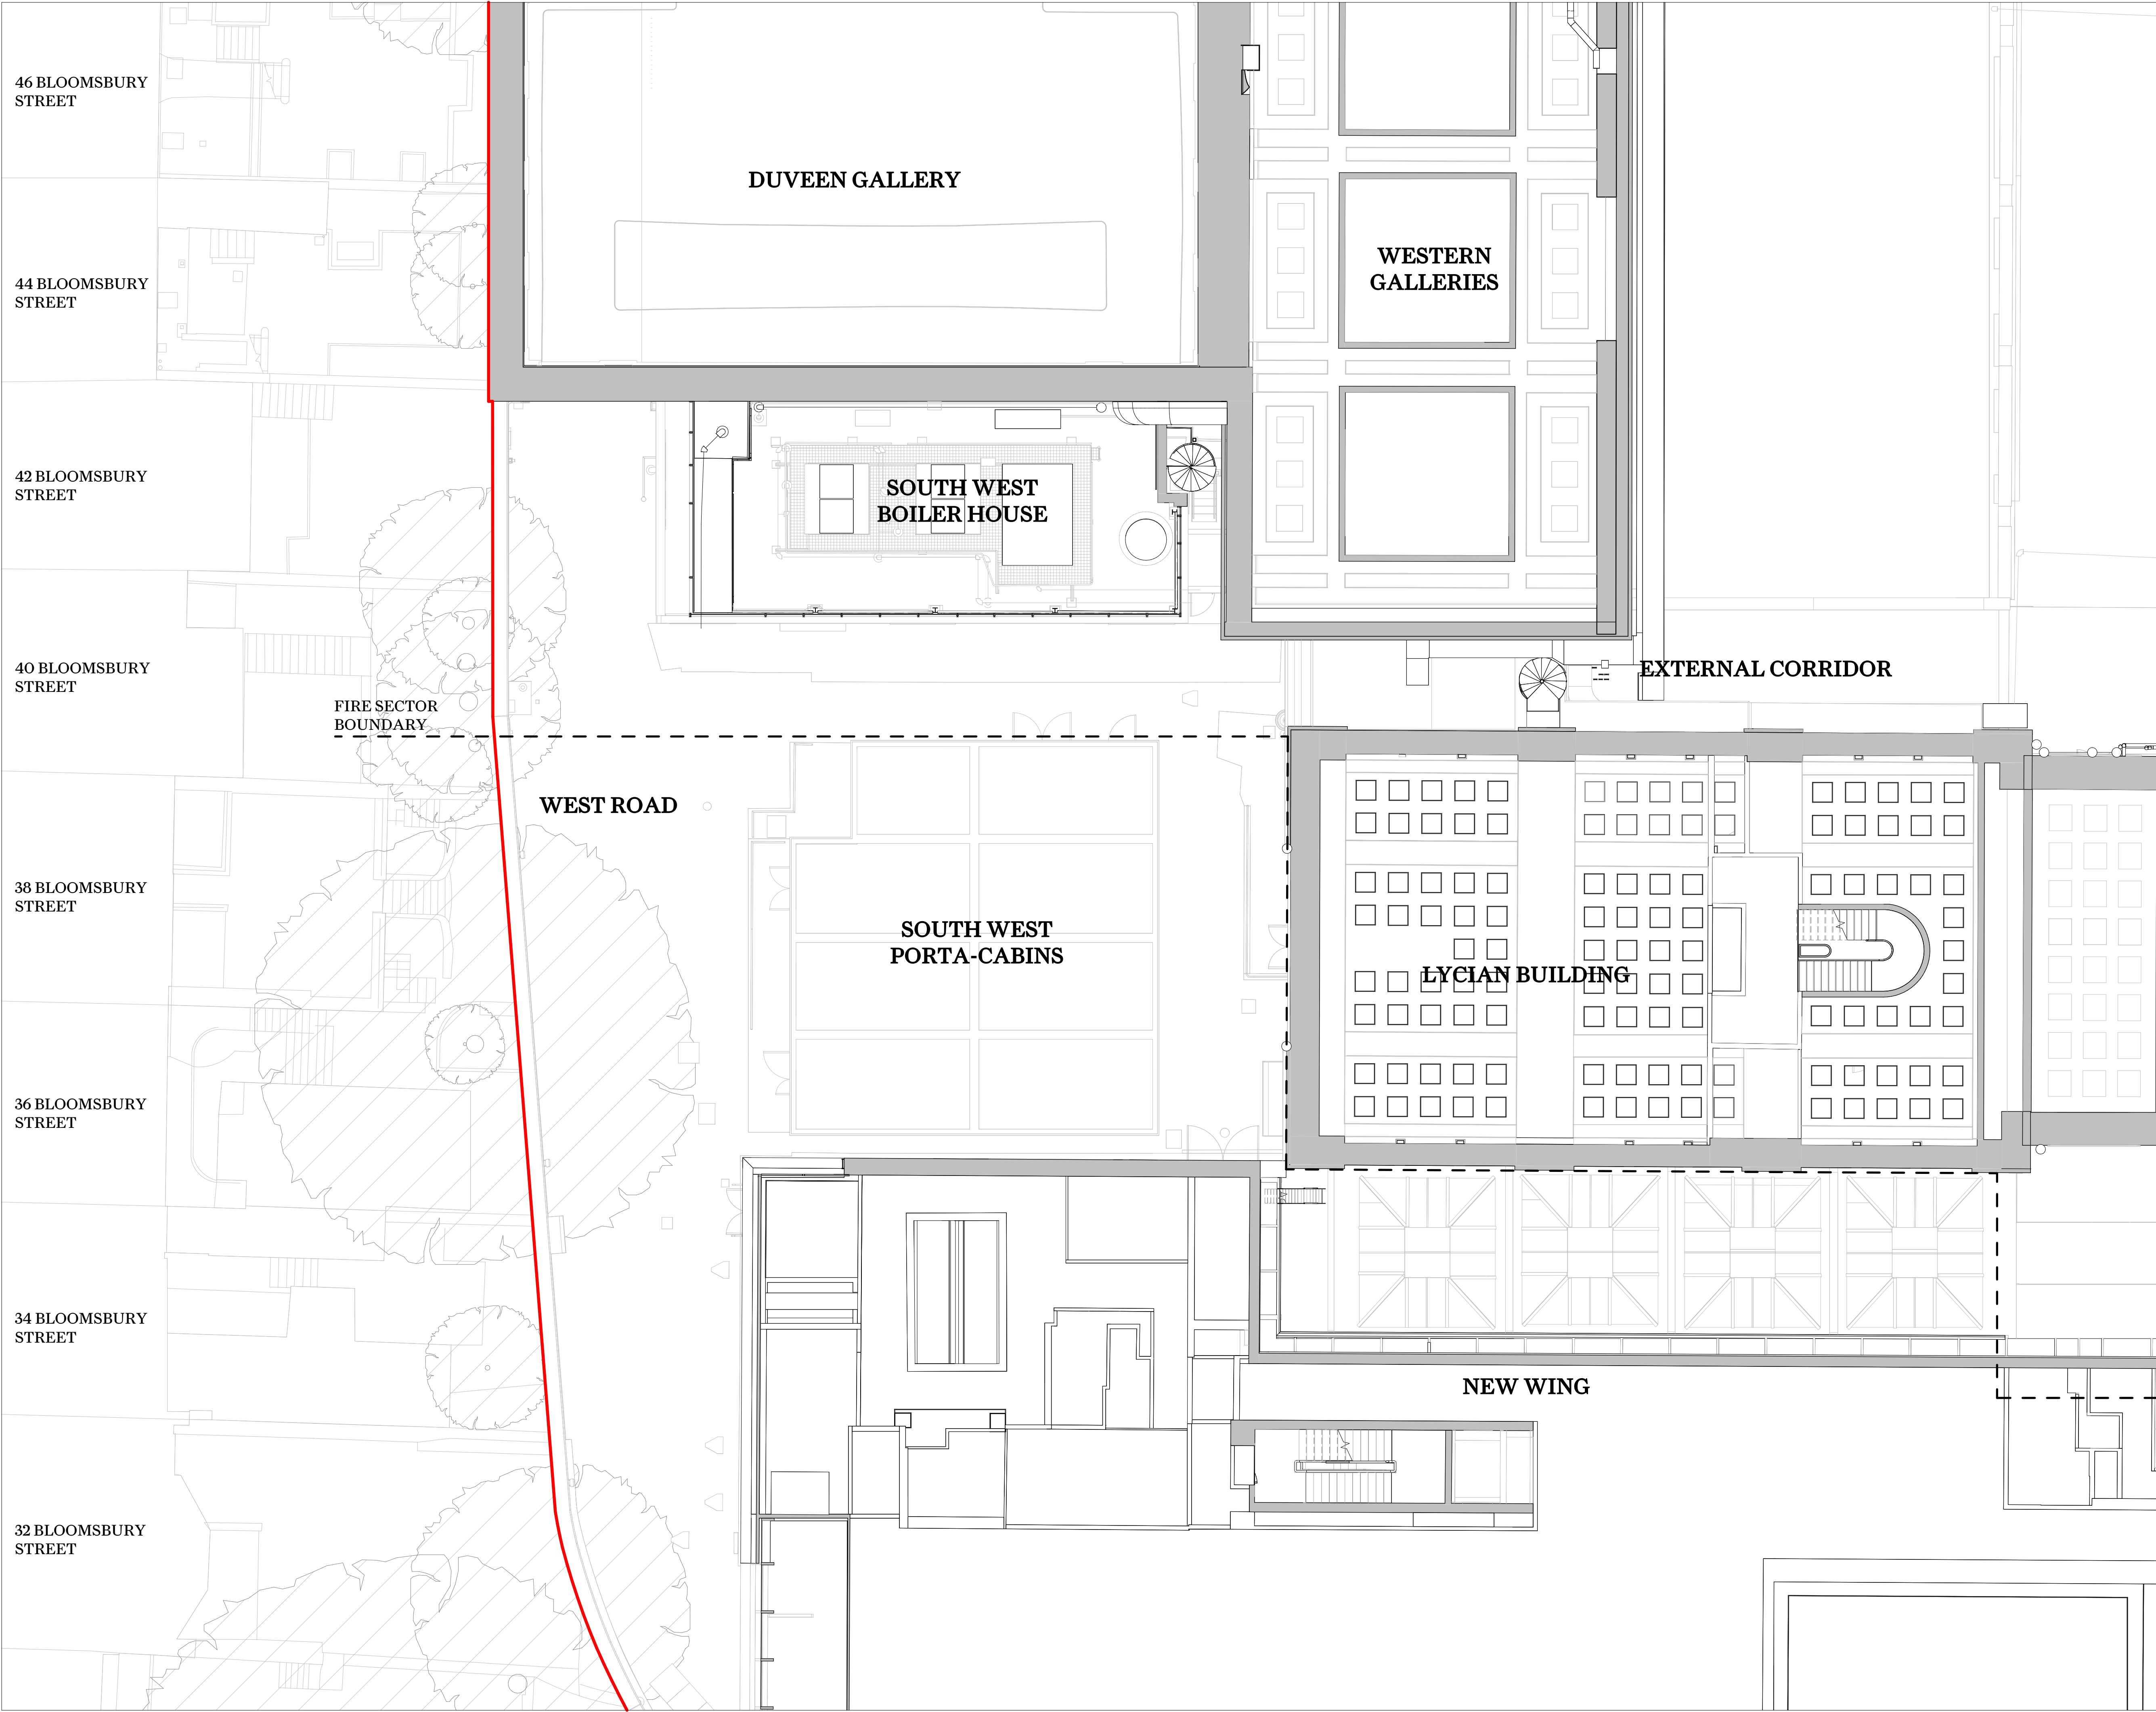 46 BLOOMSBURY
STREET
DUVEEN GALLERY
WESTERN
GALLERIES
44 BLOOMSBURY
STREET
42 BLOOMSBURY
STREET
SOUTH WEST
BOILER HOUSE
40 BLOOMSBURY
STREET
EXTERNAL CORRIDOR
FIRE SECTOR
BOUNDARY
WEST ROAD
38 BLOOMSBURY
STREET
SOUTH WEST
PORTA-CABINS
LYCIAN BUILDING
36 BLOOMSBURY
STREET
34 BLOOMSBURY
STREET
NEW WING
32 BLOOMSBURY
STREET